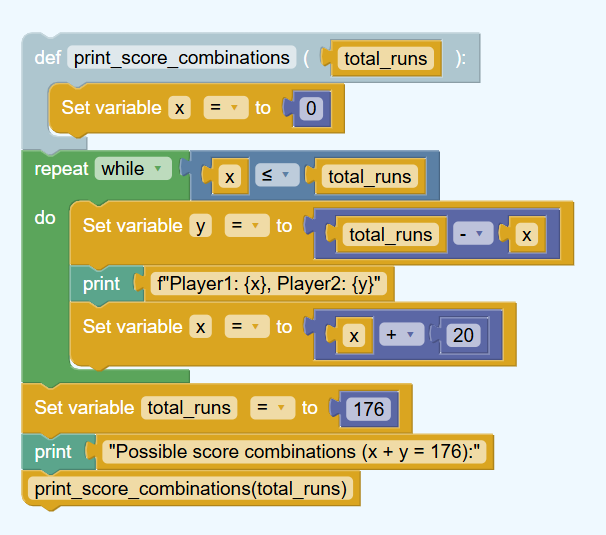 def print_score_combinations ( total_runs ):
Set variable x = to 0
repeat while x ≤ total_runs
do Set variable y = to total_runs - x
print f"Player1: {x}, Player2: {y}"
Set variable x = to x + 20
Set variable total_runs = to 176
print "Possible score combinations (x + y = 176):"
print_score_combinations(total_runs)